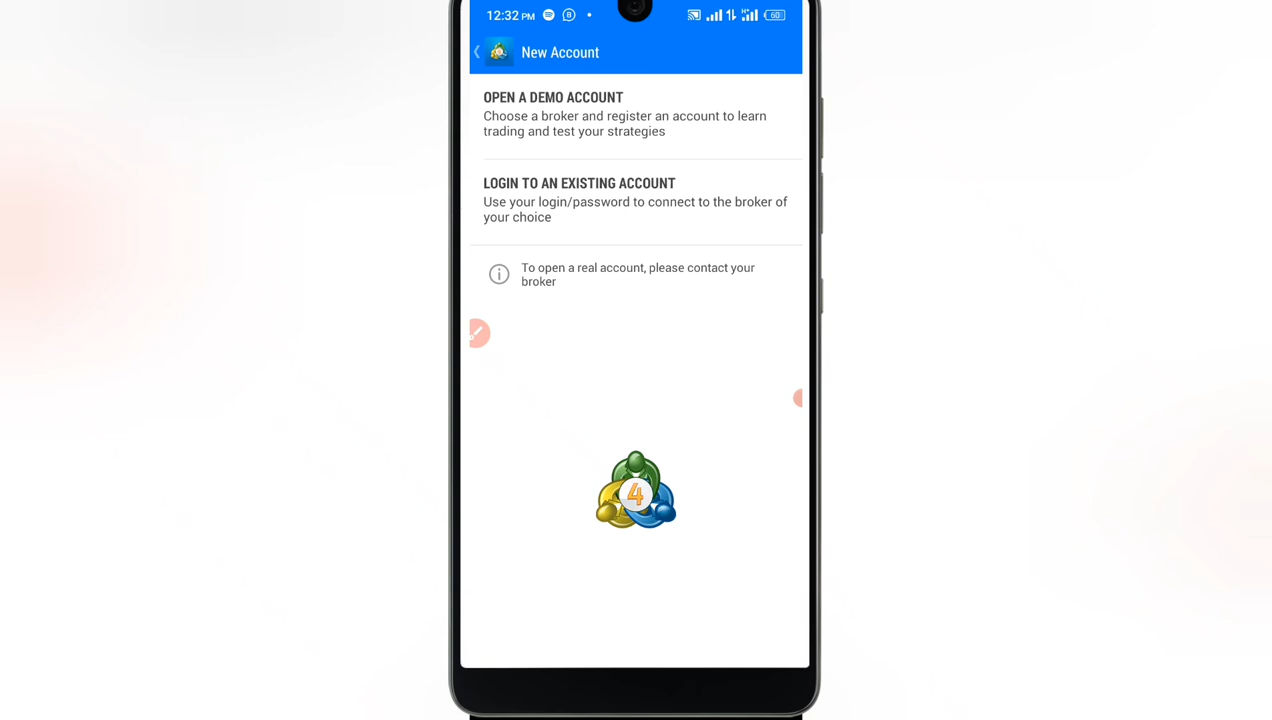 12:32 PM
60
New Account
OPEN A DEMO ACCOUNT
Choose a broker and register an account to learn
trading and test your strategies
LOGIN TO AN EXISTING ACCOUNT
Use your login/password to connect to the broker of
your choice
To open a real account, please contact your
broker
4